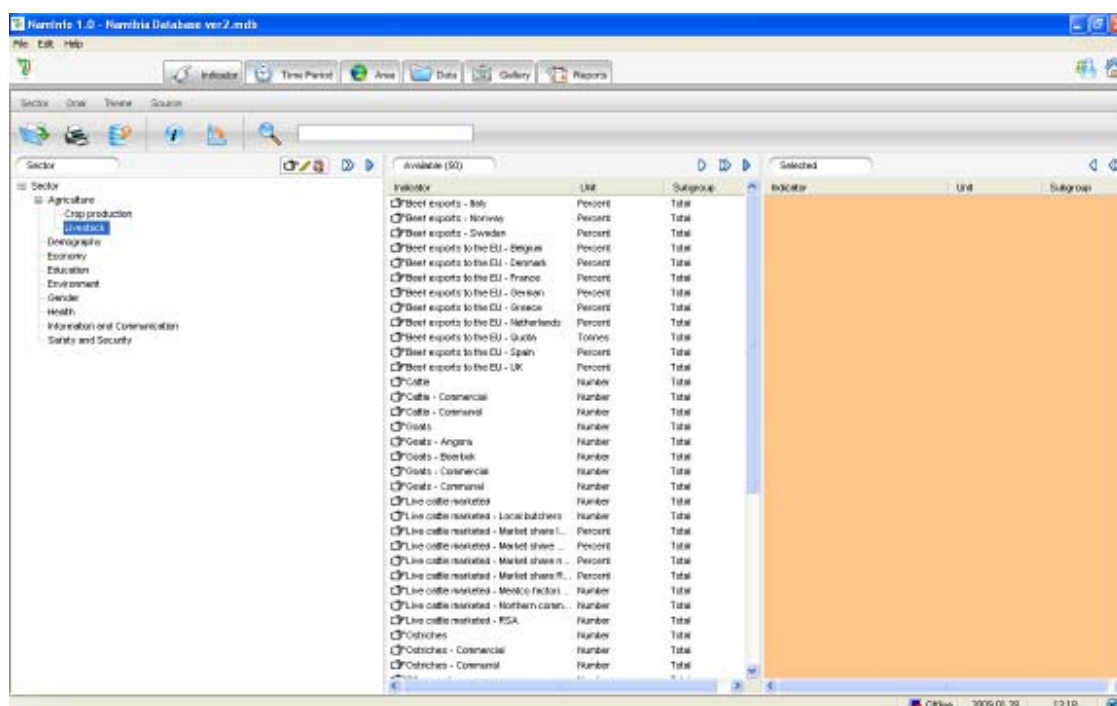 NamInfo 1.0 - Namibia Database ver2.mdb
File Edit Help
Indicator Time Period Area Data Gallery Reports
Sector Goal Theme Source
Sector Available (50) Selected
Indicator Unit Subgroup Indicator Unit Subgroup
Sector
Agriculture
Crop production
Livestock
Demography
Economy
Education
Environment
Gender
Health
Information and Communication
Safety and Security
Beef exports - Italy Percent Total
Beef exports - Norway Percent Total
Beef exports - Sweden Percent Total
Beef exports to the EU - Belgium Percent Total
Beef exports to the EU - Denmark Percent Total
Beef exports to the EU - France Percent Total
Beef exports to the EU - German Percent Total
Beef exports to the EU - Greece Percent Total
Beef exports to the EU - Netherlands Percent Total
Beef exports to the EU - Quota Tonnes Total
Beef exports to the EU - Spain Percent Total
Beef exports to the EU - UK Percent Total
Cattle Number Total
Cattle - Commercial Number Total
Cattle - Communal Number Total
Goats Number Total
Goats - Angora Number Total
Goats - Boerbok Number Total
Goats - Commercial Number Total
Goats - Communal Number Total
Live cattle marketed Number Total
Live cattle marketed - Local butchers Number Total
Live cattle marketed - Market share l... Percent Total
Live cattle marketed - Market share ... Percent Total
Live cattle marketed - Market share n... Percent Total
Live cattle marketed - Market share R... Percent Total
Live cattle marketed - Meatco factori... Number Total
Live cattle marketed - Northern comm... Number Total
Live cattle marketed - RSA Number Total
Ostriches Number Total
Ostriches - Commercial Number Total
Ostriches - Communal Number Total
Offline 2009.01.29 12:18